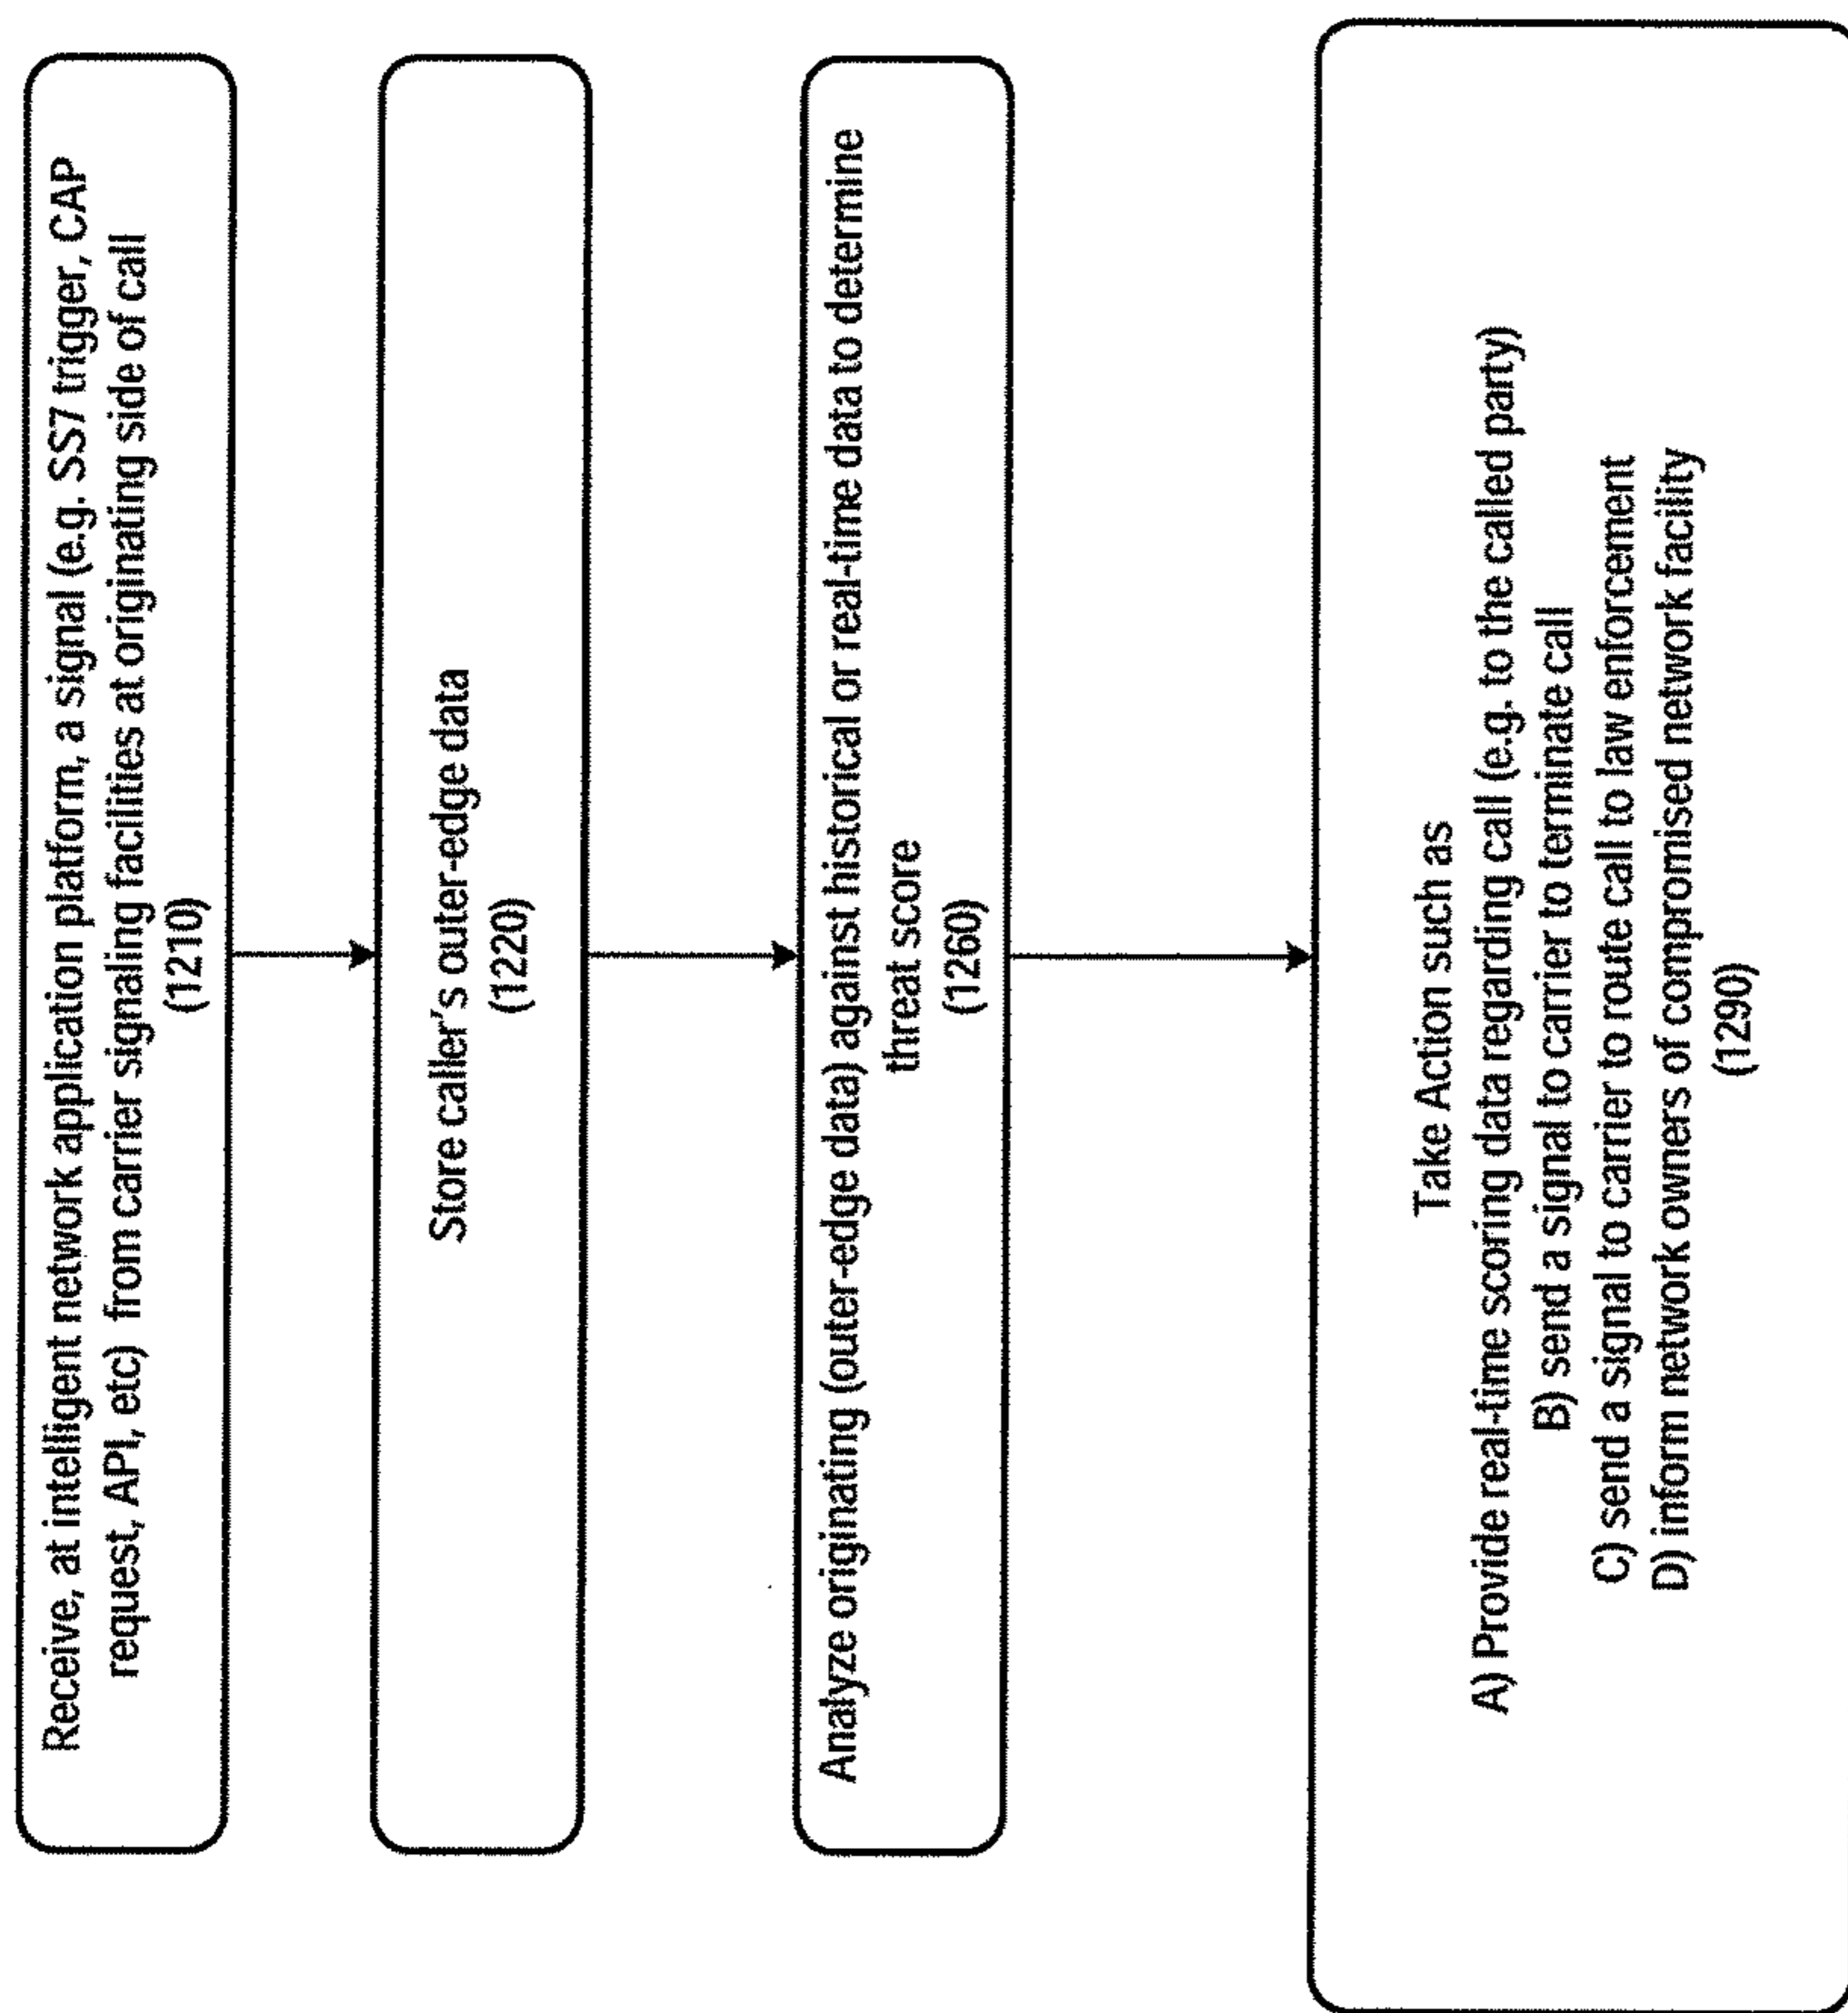 Receive, at intelligent network application platform, a signal (e.g. SS7 trigger, CAP
request, API, etc) from carrier signaling facilities at originating side of call
(1210)
Store caller's outer-edge data
(1220)
Analyze originating (outer-edge data) against historical or real-time data to determine
threat score
(1260)
Take Action such as
A) Provide real-time scoring data regarding call (e.g. to the called party)
B) send a signal to carrier to terminate call
C) send a signal to carrier to route call to law enforcement
D) inform network owners of compromised network facility
(1290)